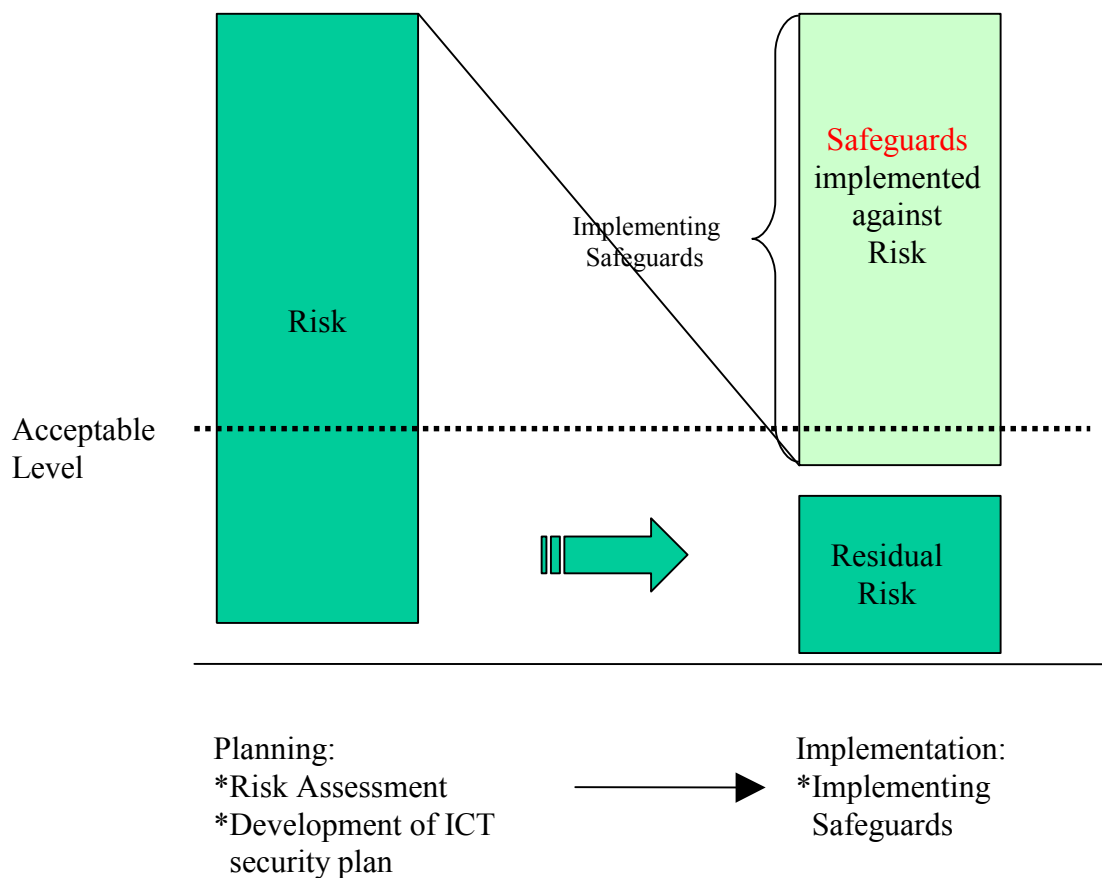 Safeguards
implemented
against
Risk
Implementing
Safeguards
Risk
Acceptable
Level
Residual
Risk
Planning:
*Risk Assessment
*Development of ICT
security plan
Implementation:
*Implementing
Safeguards